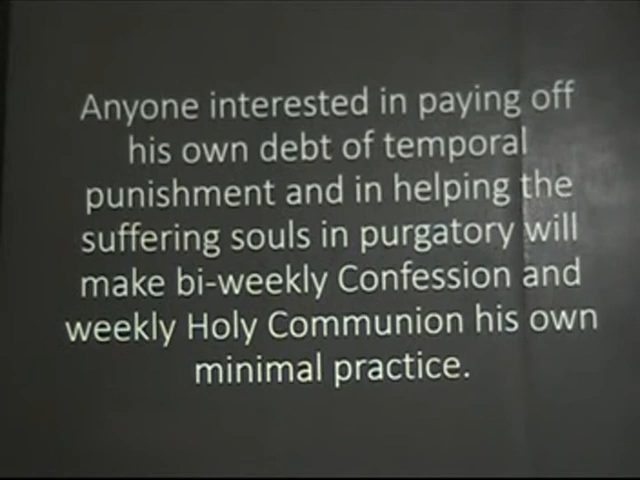 Anyone interested in paying off
his own debt of temporal
punishment and in helping the
suffering souls in purgatory will
make bi-weekly Confession and
weekly Holy Communion his own
minimal practice.